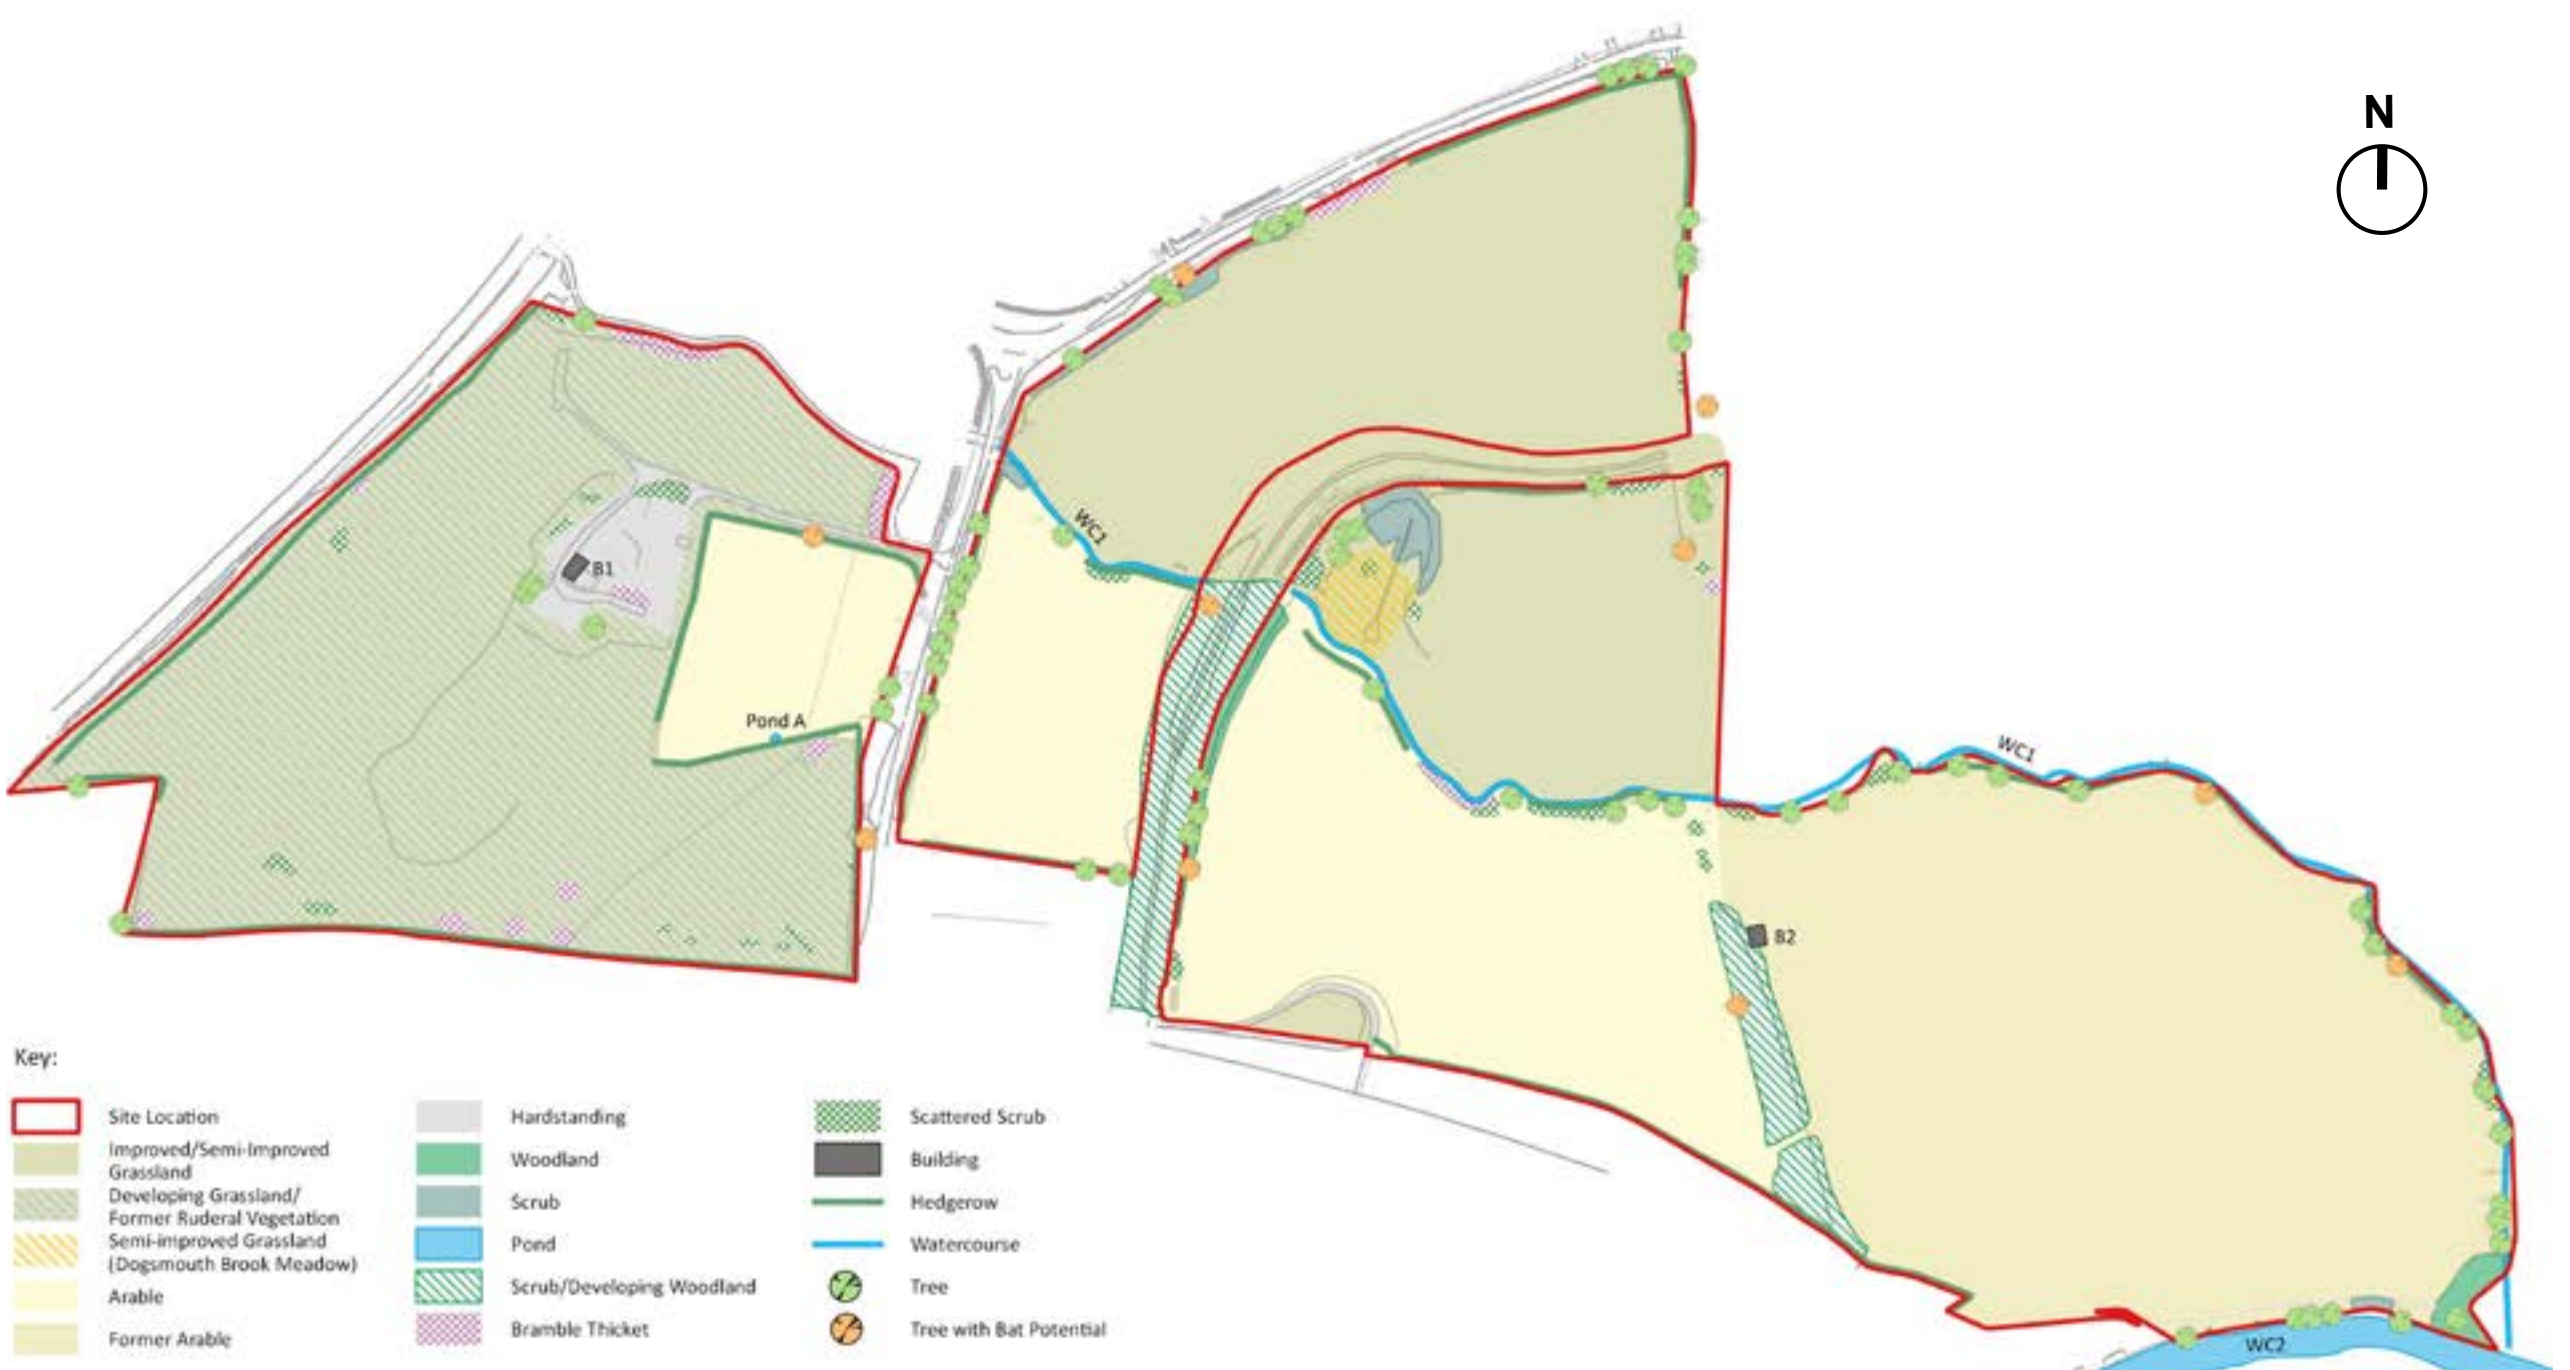 N
WC1
B1
Pond A
WC1
B2
WC2
Key:
Site Location
Improved/Semi-Improved
Grassland
Developing Grassland/
Former Ruderal Vegetation
Semi-improved Grassland
(Dogsmouth Brook Meadow)
Arable
Former Arable
Hardstanding
Woodland
Scrub
Pond
Scrub/Developing Woodland
Bramble Thicket
Scattered Scrub
Building
Hedgerow
Watercourse
Tree
Tree with Bat Potential